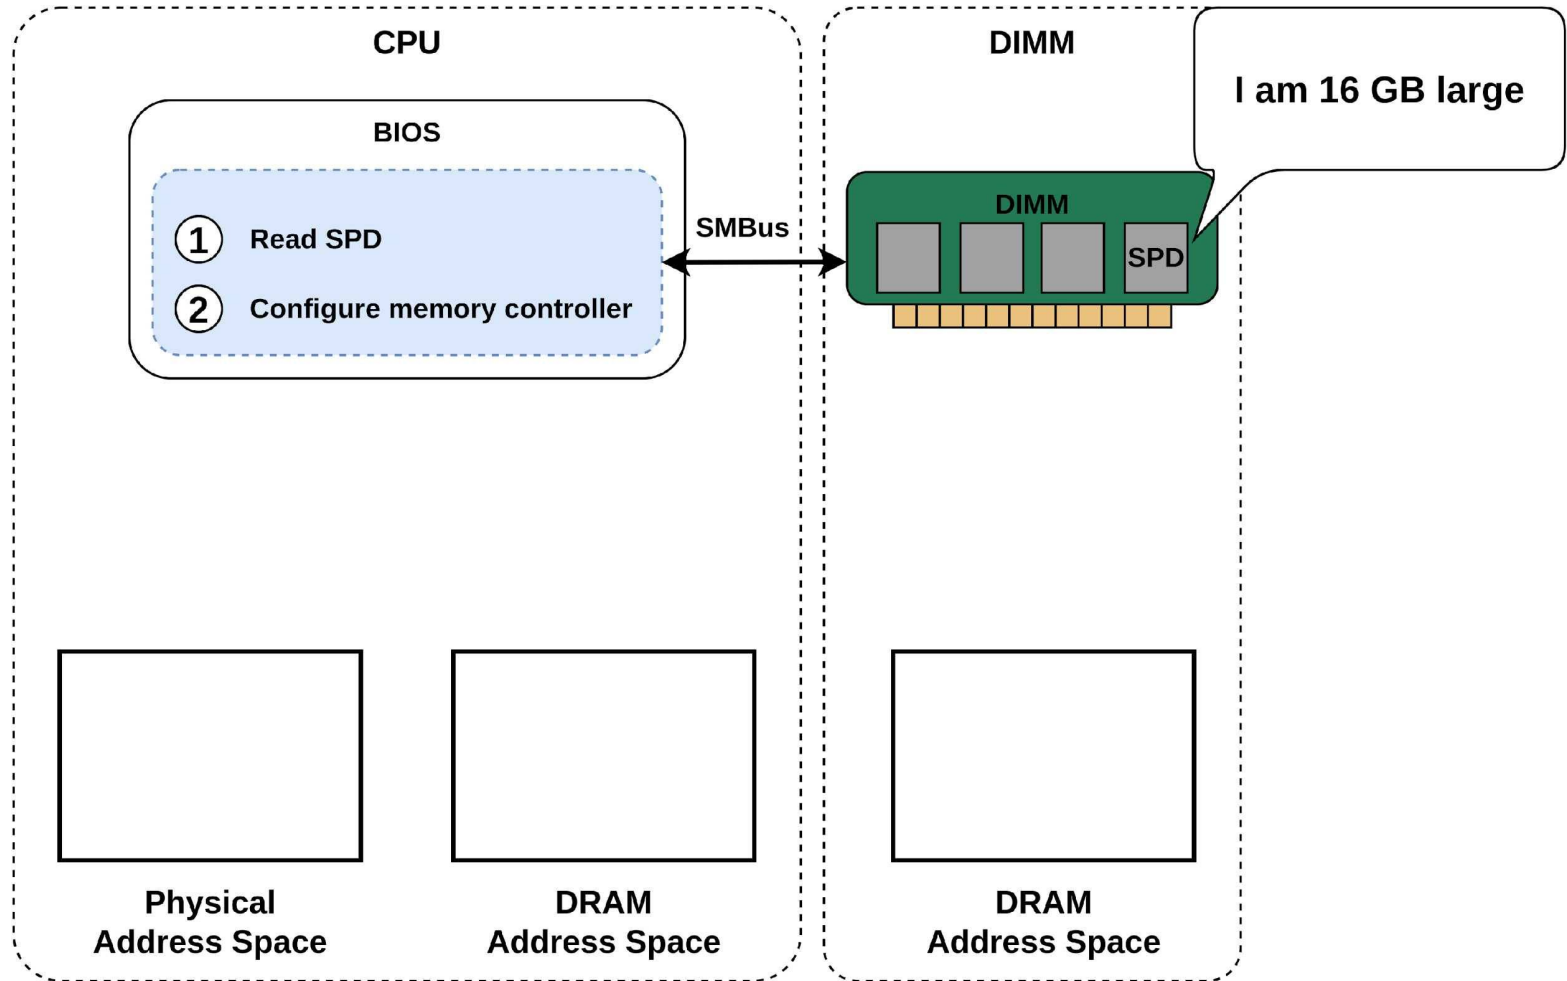 CPU
DIMM
I am 16 GB large
BIOS
1 Read SPD
2 Configure memory controller
SMBus
DIMM
SPD
Physical
Address Space
DRAM
Address Space
DRAM
Address Space